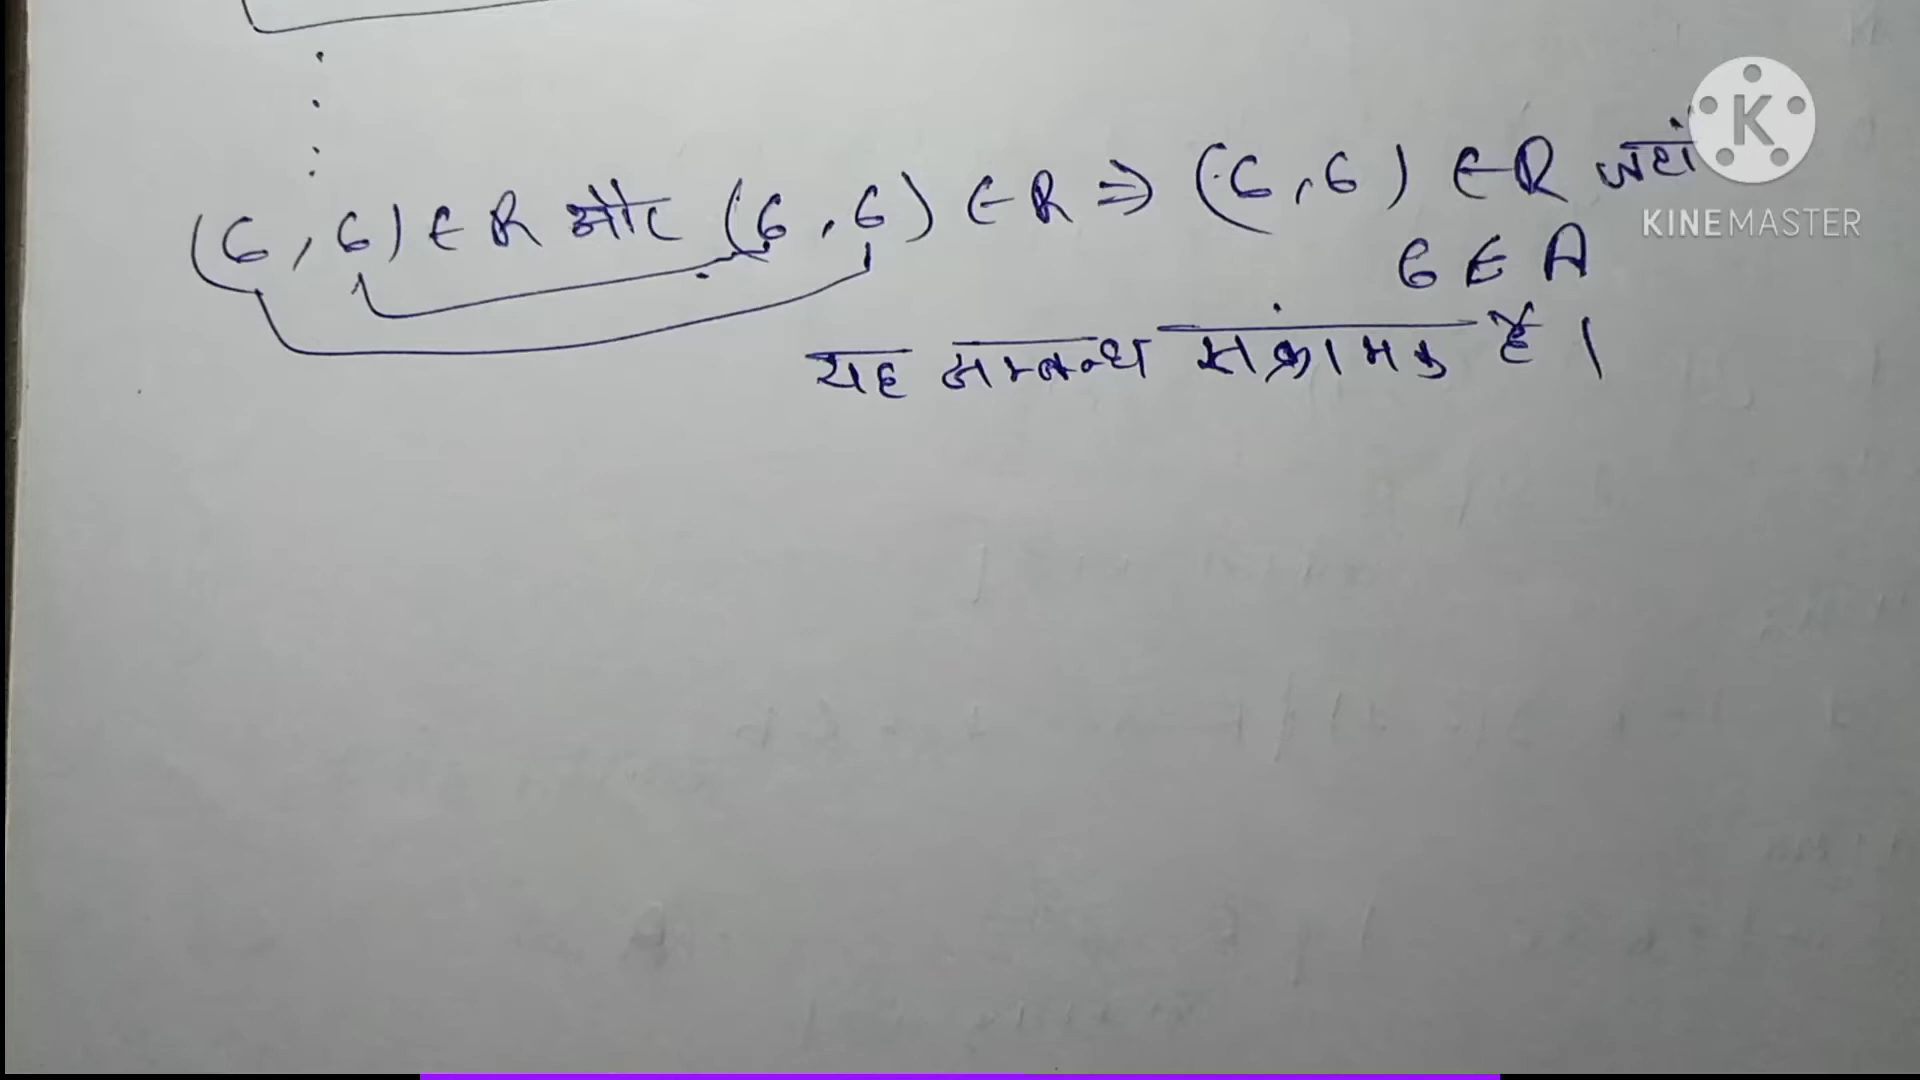 (6, 6) ∈ R और (6, 6) ∈ R ⇒ (6, 6) ∈ R जहाँ
6 ∈ A
यह सम्बन्ध संक्रामक है।
KINEMASTER